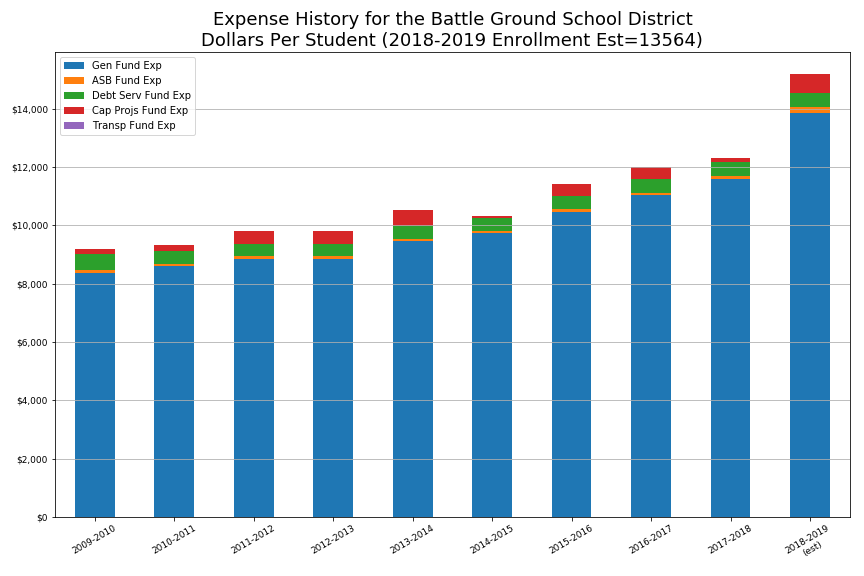 Expense History for the Battle Ground School District
Dollars Per Student (2018-2019 Enrollment Est=13564)
Gen Fund Exp
ASB Fund Exp
Debt Serv Fund Exp
Cap Projs Fund Exp
Transp Fund Exp
$14,000
$12,000
$10,000
$8,000
$6,000
$4,000
$2,000
$0
2009-2010
2010-2011
2011-2012
2012-2013
2013-2014
2014-2015
2015-2016
2016-2017
2017-2018
2018-2019
(est)